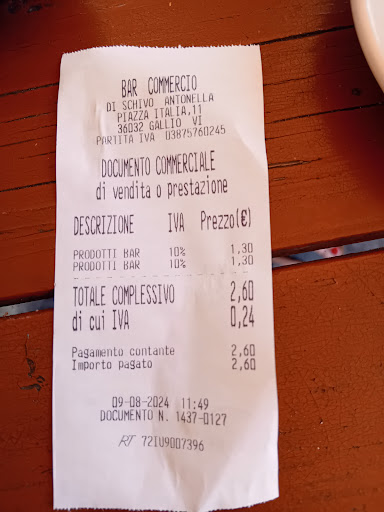 BAR COMMERCIO
DI SCHIVO ANTONELLA
PIAZZA ITALIA,11
36032 GALLIO VI
PARTITA IVA 03875760245
DOCUMENTO COMMERCIALE
di vendita o prestazione
DESCRIZIONE IVA Prezzo(€)
PRODOTTI BAR 10% 1,30
PRODOTTI BAR 10% 1,30
TOTALE COMPLESSIVO 2,60
di cui IVA 0,24
Pagamento contante 2,60
Importo pagato 2,60
09-08-2024 11:49
DOCUMENTO N. 1437-0127
RT 72IU9007396